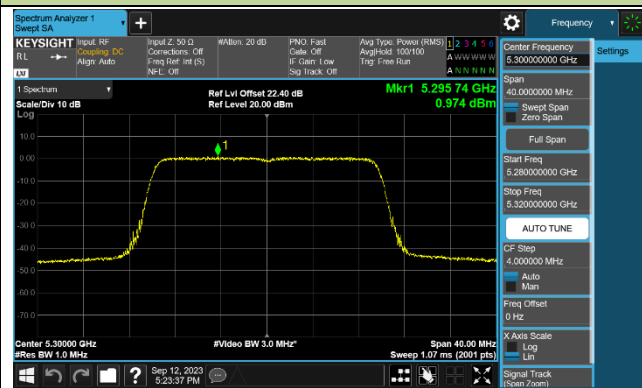 Spectrum Analyzer 1
Swept SA
Frequency
KEYSIGHT
RL
LXI
Input: RF
Coupling: DC
Align: Auto
Input Z: 50 Ω
Corrections: Off
Freq Ref: Int (S)
NFE: Off
#Atten: 20 dB
PNO: Fast
Gate: Off
IF Gain: Low
Sig Track: Off
Avg Type: Power (RMS)
Avg|Hold: 100/100
Trig: Free Run
1 2 3 4 5 6
A W W W W W
A N N N N N
1 Spectrum
Scale/Div 10 dB
Log
Ref Lvl Offset 22.40 dB
Ref Level 20.00 dBm
Mkr1 5.295 74 GHz
0.974 dBm
1
10.0
0.00
-10.0
-20.0
-30.0
-40.0
-50.0
-60.0
-70.0
Center 5.30000 GHz
#Res BW 1.0 MHz
#Video BW 3.0 MHz*
Span 40.00 MHz
Sweep 1.07 ms (2001 pts)
Sep 12, 2023
5:23:37 PM
Center Frequency
5.300000000 GHz
Settings
Span
40.0000000 MHz
Swept Span
Zero Span
Full Span
Start Freq
5.280000000 GHz
Stop Freq
5.320000000 GHz
AUTO TUNE
CF Step
4.000000 MHz
Auto
Man
Freq Offset
0 Hz
X Axis Scale
Log
Lin
Signal Track
(Span Zoom)